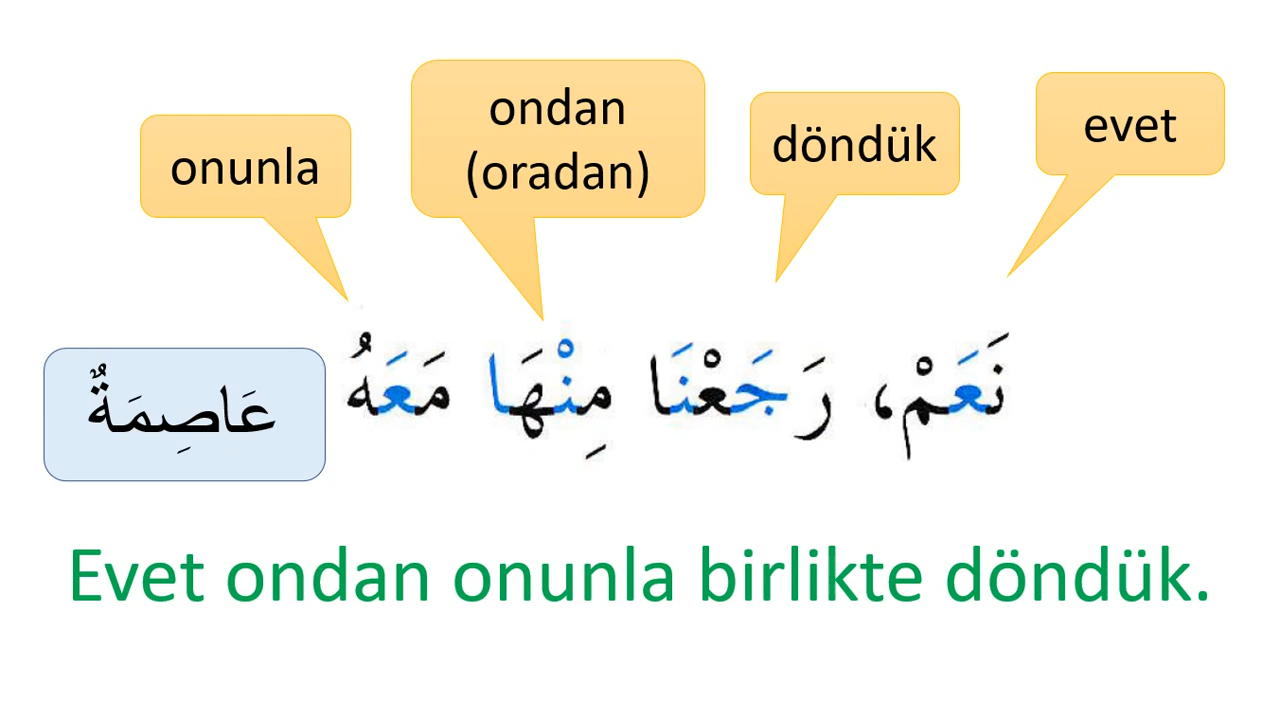 evet
döndük
ondan
(oradan)
onunla
نَعَمْ، رَجَعْنَا مِنْهَا مَعَهُ
عَاصِمَةٌ
Evet ondan onunla birlikte döndük.